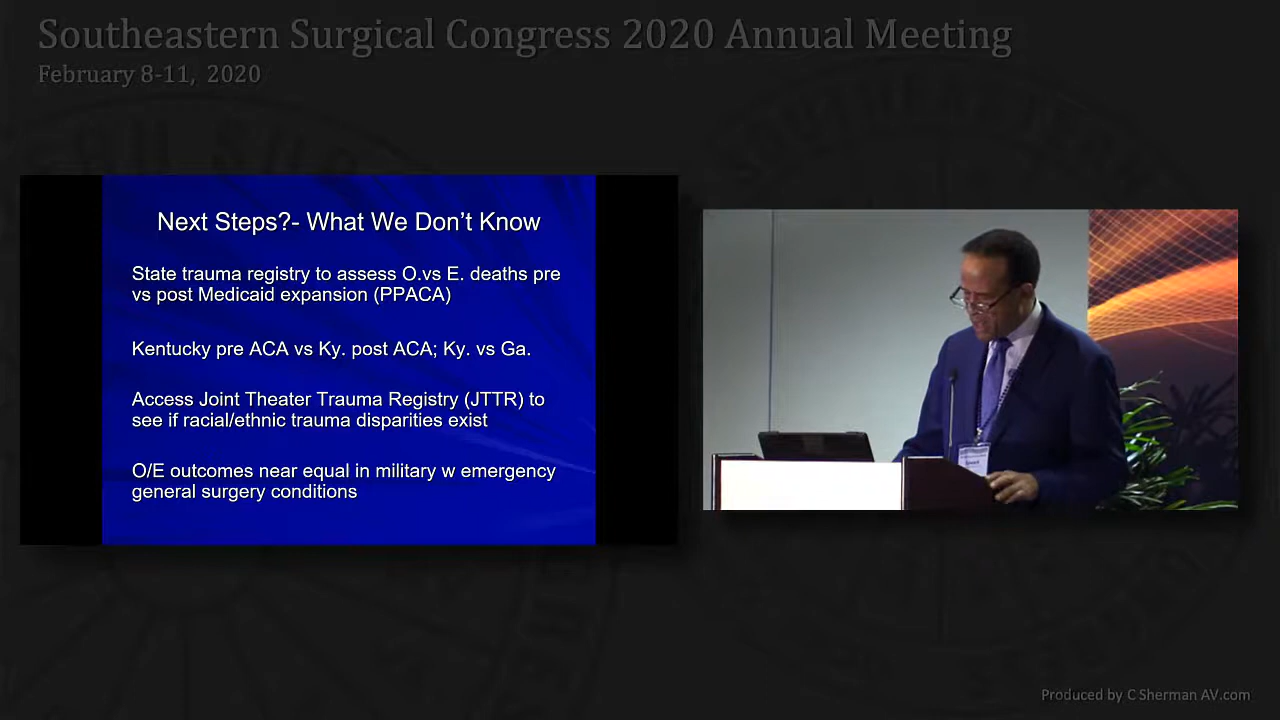 Southeastern Surgical Congress 2020 Annual Meeting
February 8-11, 2020
Next Steps?- What We Don't Know
State trauma registry to assess O.vs E. deaths pre
vs post Medicaid expansion (PPACA)
Kentucky pre ACA vs Ky. post ACA; Ky. vs Ga.
Access Joint Theater Trauma Registry (JTTR) to
see if racial/ethnic trauma disparities exist
O/E outcomes near equal in military w emergency
general surgery conditions
Produced by C Sherman AV.com